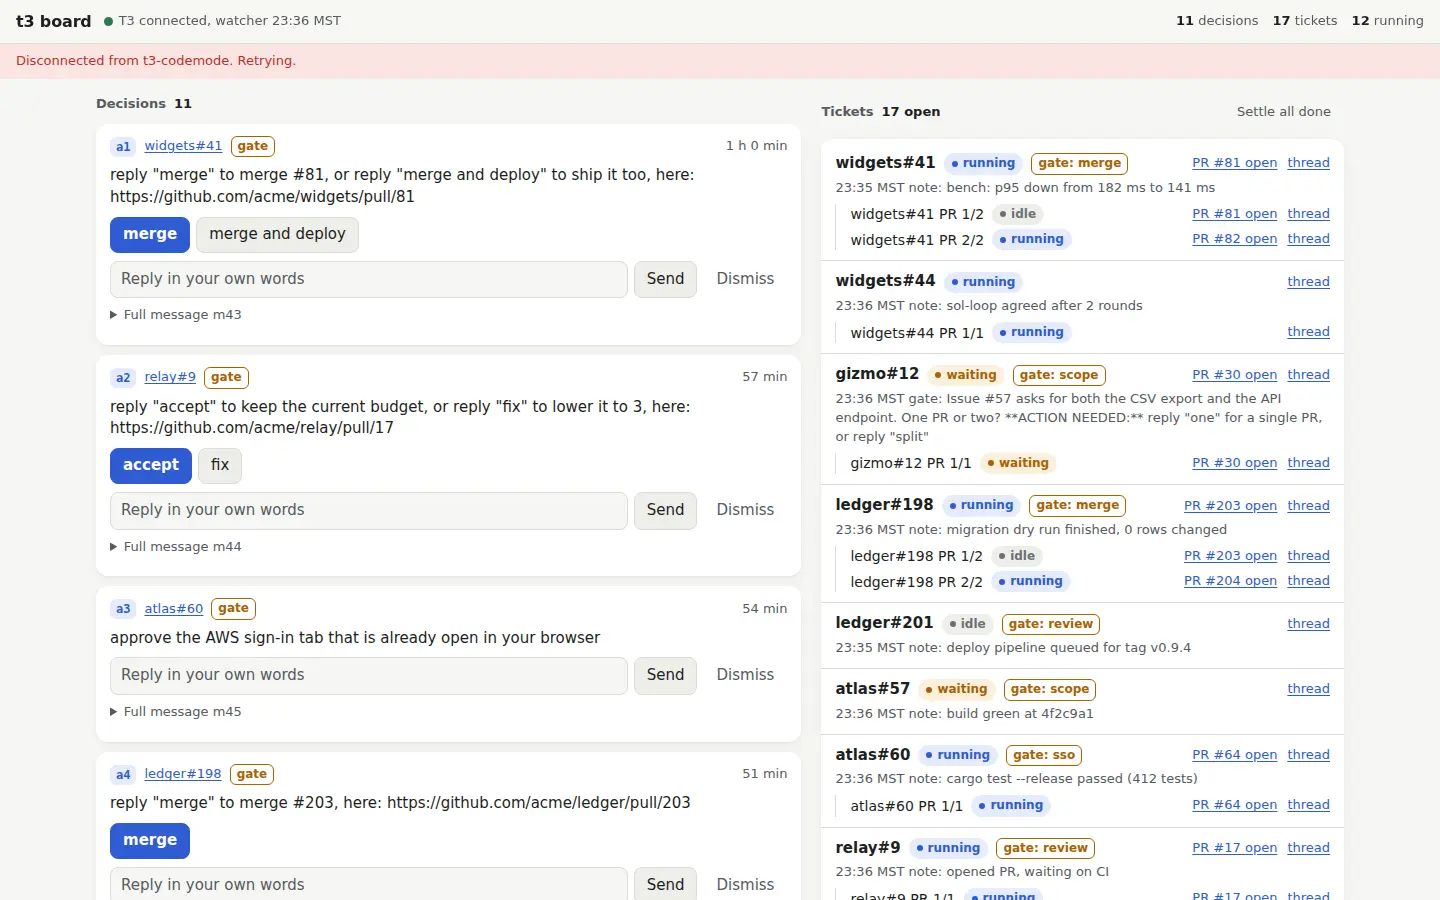 t3 board T3 connected, watcher 23:36 MST 11 decisions 17 tickets 12 running
Disconnected from t3-codemode. Retrying.
Decisions 11
a1 widgets#41 gate 1 h 0 min
reply "merge" to merge #81, or reply "merge and deploy" to ship it too, here:
https://github.com/acme/widgets/pull/81
merge merge and deploy
Reply in your own words Send Dismiss
Full message m43
a2 relay#9 gate 57 min
reply "accept" to keep the current budget, or reply "fix" to lower it to 3, here:
https://github.com/acme/relay/pull/17
accept fix
Reply in your own words Send Dismiss
Full message m44
a3 atlas#60 gate 54 min
approve the AWS sign-in tab that is already open in your browser
Reply in your own words Send Dismiss
Full message m45
a4 ledger#198 gate 51 min
reply "merge" to merge #203, here: https://github.com/acme/ledger/pull/203
merge
Reply in your own words Send Dismiss
Tickets 17 open Settle all done
widgets#41 running gate: merge PR #81 open thread
23:35 MST note: bench: p95 down from 182 ms to 141 ms
widgets#41 PR 1/2 idle PR #81 open thread
widgets#41 PR 2/2 running PR #82 open thread
widgets#44 running thread
23:36 MST note: sol-loop agreed after 2 rounds
widgets#44 PR 1/1 running thread
gizmo#12 waiting gate: scope PR #30 open thread
23:36 MST gate: Issue #57 asks for both the CSV export and the API
endpoint. One PR or two? **ACTION NEEDED:** reply "one" for a single PR,
or reply "split"
gizmo#12 PR 1/1 waiting PR #30 open thread
ledger#198 running gate: merge PR #203 open thread
23:36 MST note: migration dry run finished, 0 rows changed
ledger#198 PR 1/2 idle PR #203 open thread
ledger#198 PR 2/2 running PR #204 open thread
ledger#201 idle gate: review thread
23:35 MST note: deploy pipeline queued for tag v0.9.4
atlas#57 waiting gate: scope thread
23:36 MST note: build green at 4f2c9a1
atlas#60 running gate: sso PR #64 open thread
23:36 MST note: cargo test --release passed (412 tests)
atlas#60 PR 1/1 running PR #64 open thread
relay#9 running gate: review PR #17 open thread
23:36 MST note: opened PR, waiting on CI
relay#9 PR 1/1 running PR #17 open thread